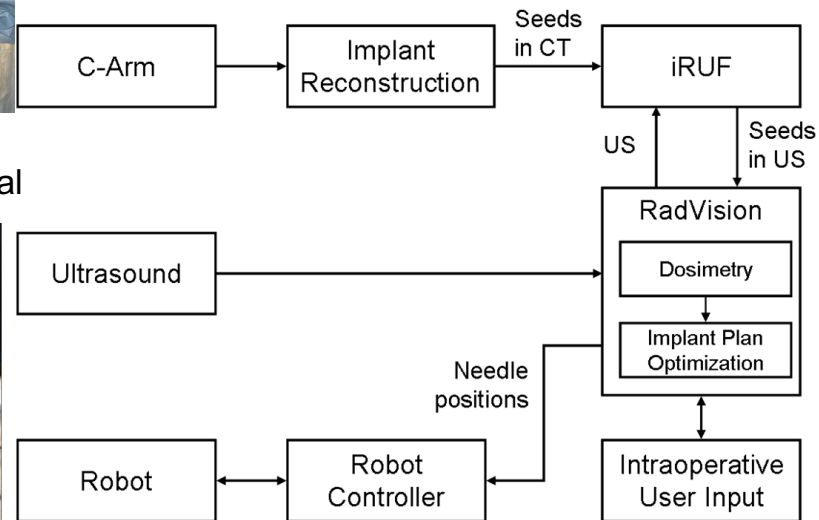 C-Arm
Implant
Reconstruction
Seeds
in CT
iRUF
US
Seeds
in US
al
RadVision
Ultrasound
Dosimetry
Implant Plan
Optimization
Needle
positions
Robot
Robot
Controller
Intraoperative
User Input